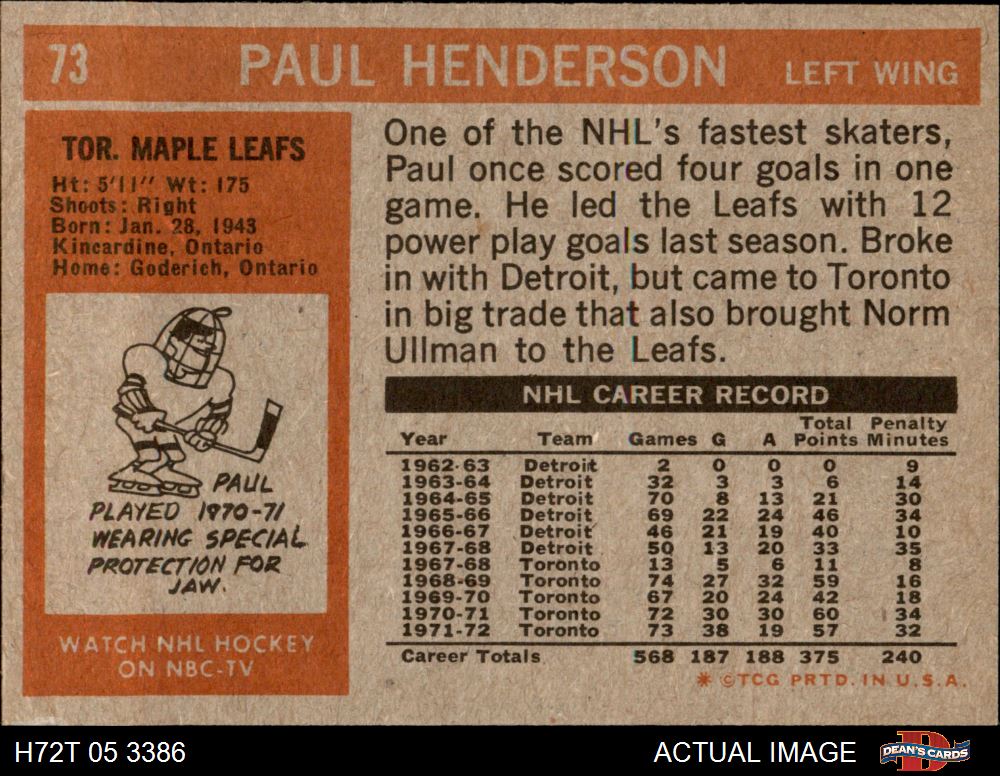 73 PAUL HENDERSON LEFT WING
TOR. MAPLE LEAFS
Ht: 5'11" Wt: 175
Shoots: Right
Born: Jan. 28, 1943
Kincardine, Ontario
Home: Goderich, Ontario
PAUL
PLAYED 1970-71
WEARING SPECIAL
PROTECTION FOR
JAW.
WATCH NHL HOCKEY
ON NBC-TV
One of the NHL's fastest skaters,
Paul once scored four goals in one
game. He led the Leafs with 12
power play goals last season. Broke
in with Detroit, but came to Toronto
in big trade that also brought Norm
Ullman to the Leafs.
NHL CAREER RECORD
Year Team Games G A Total Points Penalty Minutes
1962-63 Detroit 2 0 0 0 9
1963-64 Detroit 32 3 3 6 14
1964-65 Detroit 70 8 13 21 30
1965-66 Detroit 69 22 24 46 34
1966-67 Detroit 46 21 19 40 10
1967-68 Detroit 50 13 20 33 35
1967-68 Toronto 13 5 6 11 8
1968-69 Toronto 74 27 32 59 16
1969-70 Toronto 67 20 24 42 18
1970-71 Toronto 72 30 30 60 34
1971-72 Toronto 73 38 19 57 32
Career Totals 568 187 188 375 240
* ©TCG PRTD. IN U.S.A.
H72T 05 3386 ACTUAL IMAGE DEAN'S CARDS